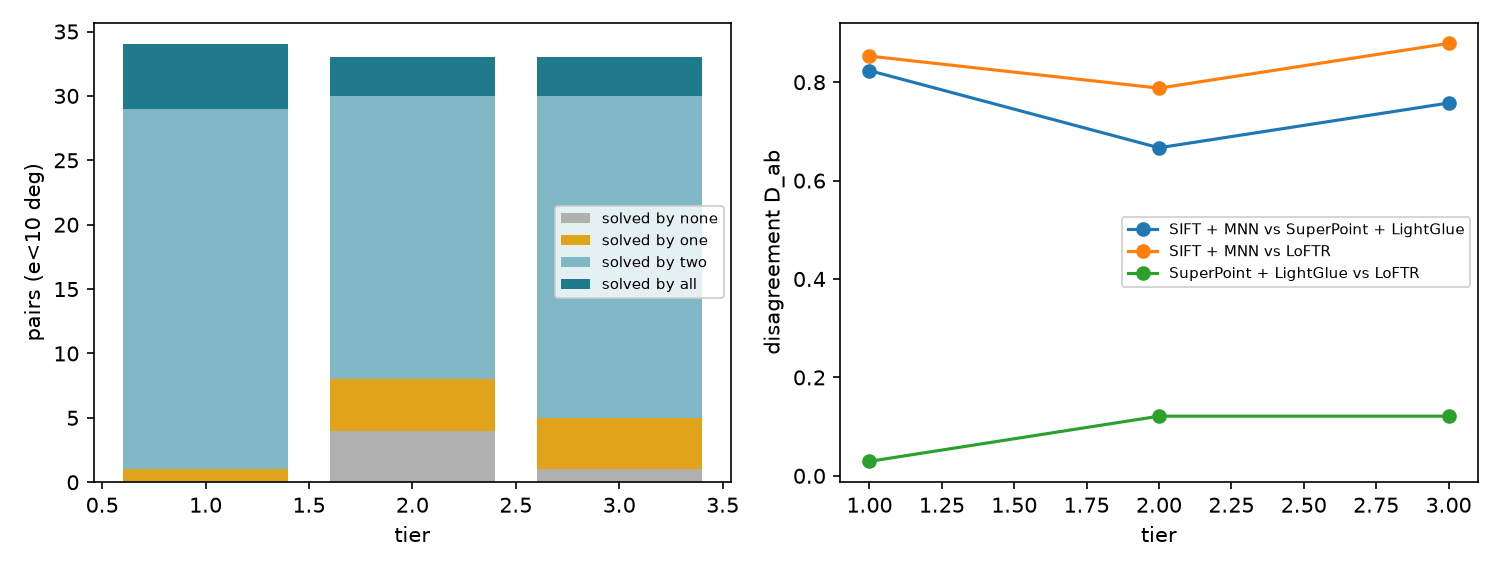 35
30
25
20
15
10
5
0
pairs (e<10 deg)
0.5 1.0 1.5 2.0 2.5 3.0 3.5
tier
solved by none
solved by one
solved by two
solved by all
0.8
0.6
0.4
0.2
0.0
disagreement D_ab
1.00 1.25 1.50 1.75 2.00 2.25 2.50 2.75 3.00
tier
SIFT + MNN vs SuperPoint + LightGlue
SIFT + MNN vs LoFTR
SuperPoint + LightGlue vs LoFTR